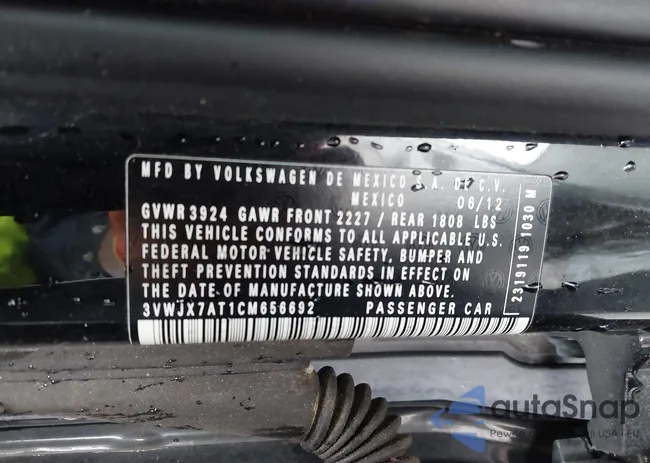 MFD BY VOLKSWAGEN DE MEXICO S.A. DE C.V.
MEXICO 06/12
GVWR 3924 GAWR FRONT 2227 / REAR 1808 LBS
THIS VEHICLE CONFORMS TO ALL APPLICABLE U.S.
FEDERAL MOTOR VEHICLE SAFETY, BUMPER AND
THEFT PREVENTION STANDARDS IN EFFECT ON
THE DATE OF MANUFACTURE SHOWN ABOVE.
3VWJX7AT1CM656692 PASSENGER CAR
2319119 1030 M
autoSnap